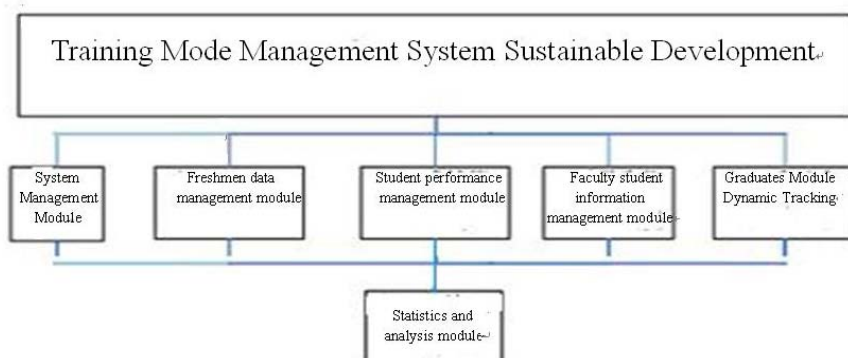 Training Mode Management System Sustainable Development
System
Management
Module
Freshmen data
management module
Student performance
management module
Faculty student
information
management module
Graduates Module
Dynamic Tracking
Statistics and
analysis module